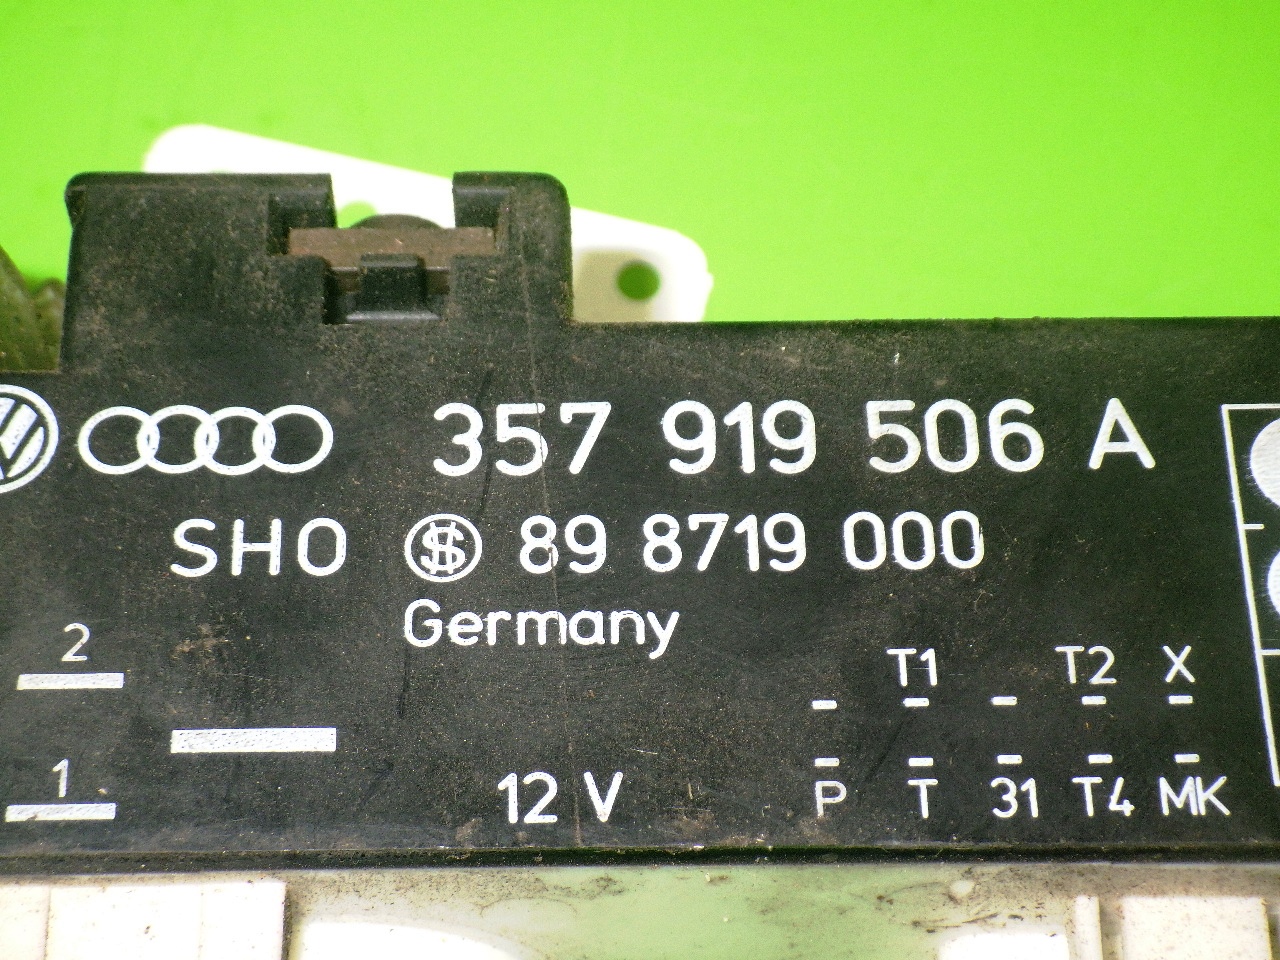 357 919 506 A
SHO 89 8719 000
Germany
2
T1 T2 X
1
12 V
P T 31 T4 MK